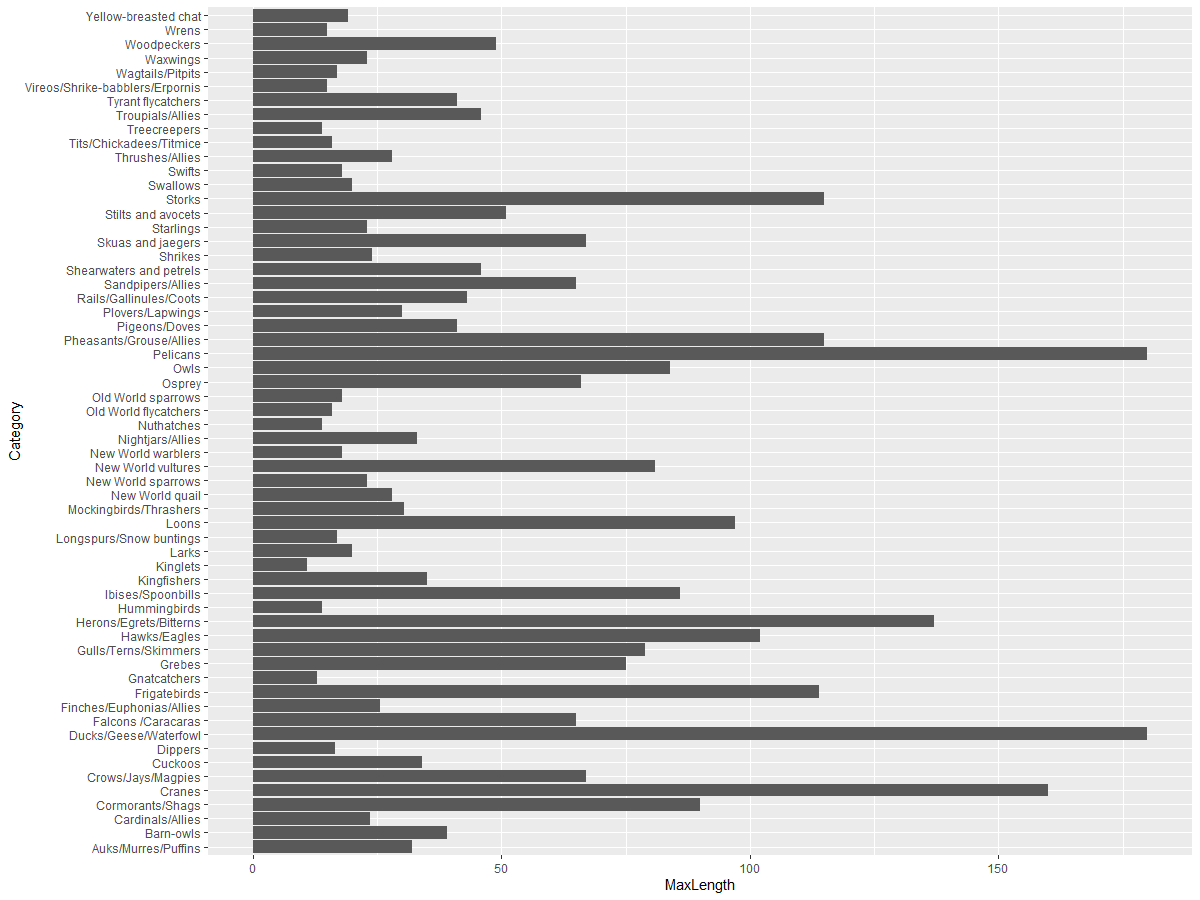 Yellow-breasted chat
Wrens
Woodpeckers
Waxwings
Wagtails/Pitpits
Vireos/Shrike-babblers/Erpornis
Tyrant flycatchers
Troupials/Allies
Treecreepers
Tits/Chickadees/Titmice
Thrushes/Allies
Swifts
Swallows
Storks
Stilts and avocets
Starlings
Skuas and jaegers
Shrikes
Shearwaters and petrels
Sandpipers/Allies
Rails/Gallinules/Coots
Plovers/Lapwings
Pigeons/Doves
Pheasants/Grouse/Allies
Pelicans
Owls
Osprey
Old World sparrows
Old World flycatchers
Nuthatches
Nightjars/Allies
New World warblers
New World vultures
New World sparrows
New World quail
Mockingbirds/Thrashers
Loons
Longspurs/Snow buntings
Larks
Kinglets
Kingfishers
Ibises/Spoonbills
Hummingbirds
Herons/Egrets/Bitterns
Hawks/Eagles
Gulls/Terns/Skimmers
Grebes
Gnatcatchers
Frigatebirds
Finches/Euphonias/Allies
Falcons /Caracaras
Ducks/Geese/Waterfowl
Dippers
Cuckoos
Crows/Jays/Magpies
Cranes
Cormorants/Shags
Cardinals/Allies
Barn-owls
Auks/Murres/Puffins
Category
0 50 100 150
MaxLength